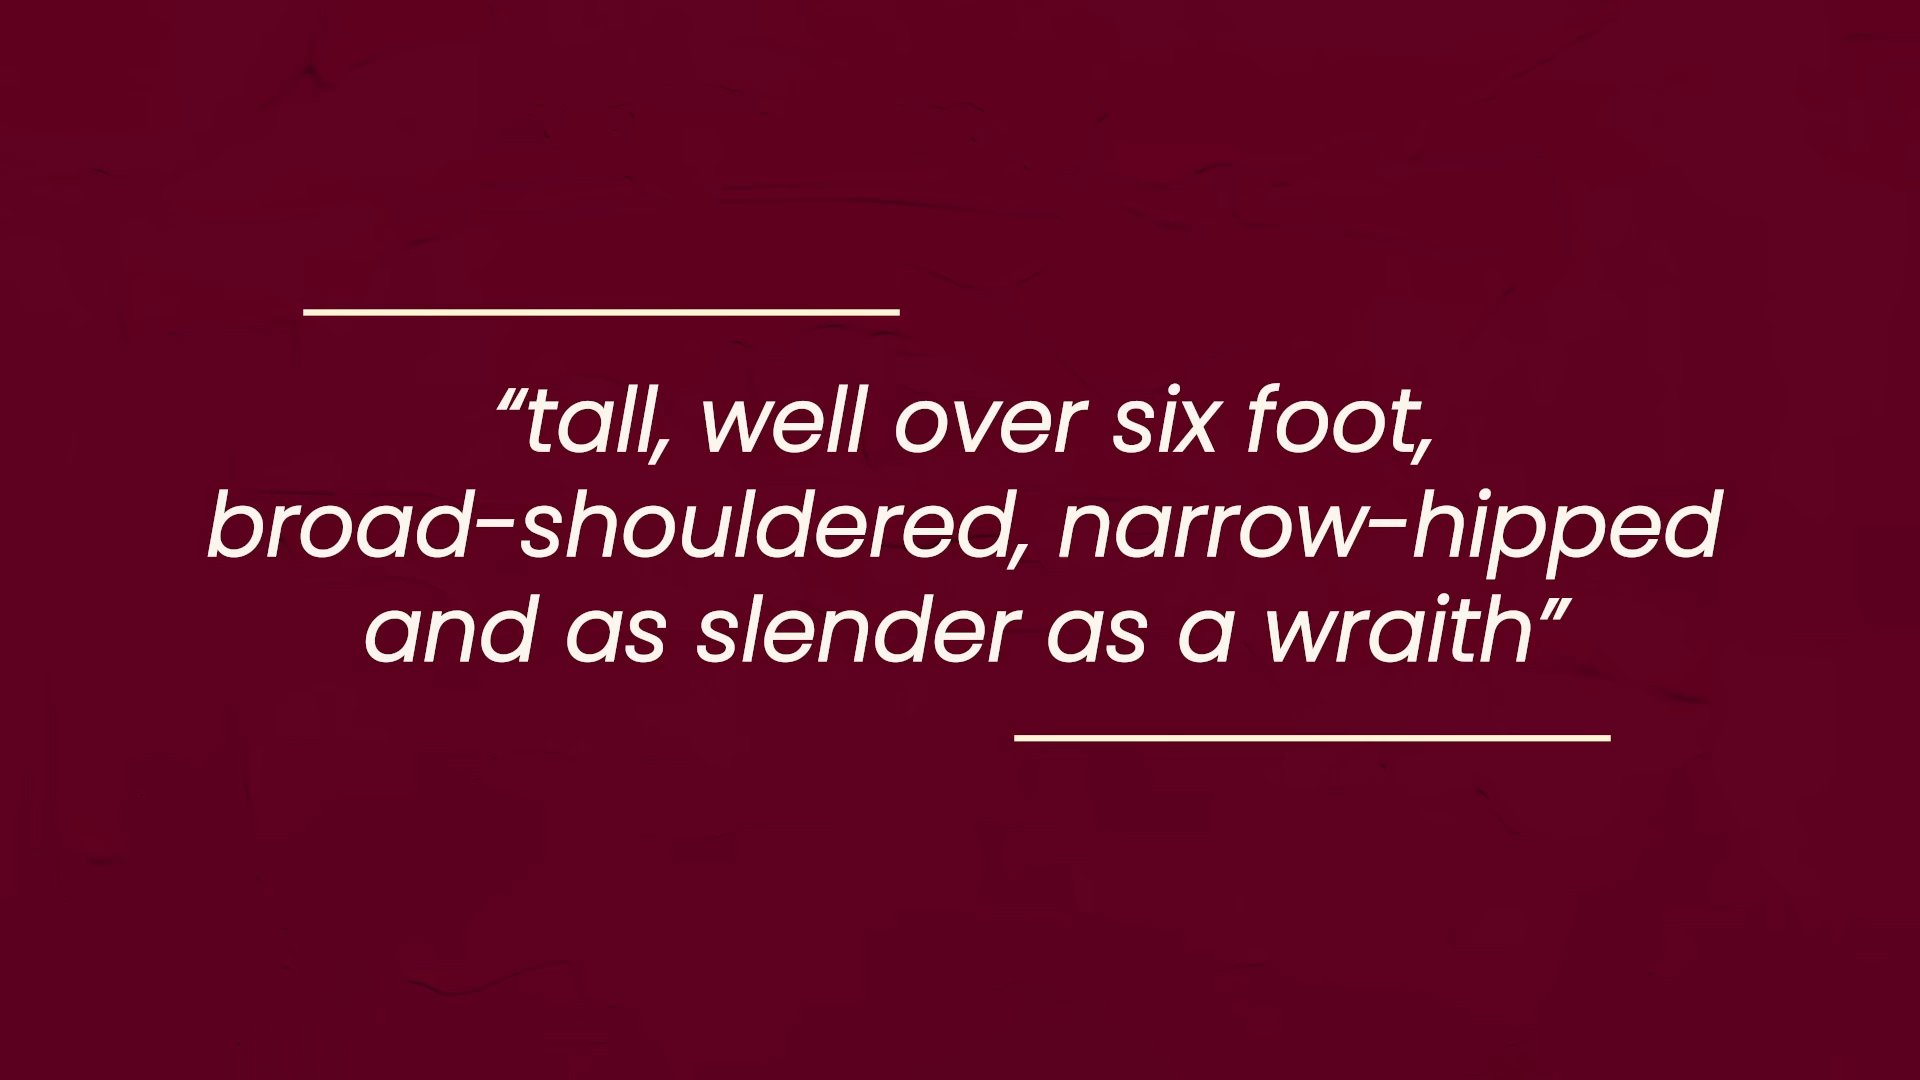 “tall, well over six foot,
broad-shouldered, narrow-hipped
and as slender as a wraith”